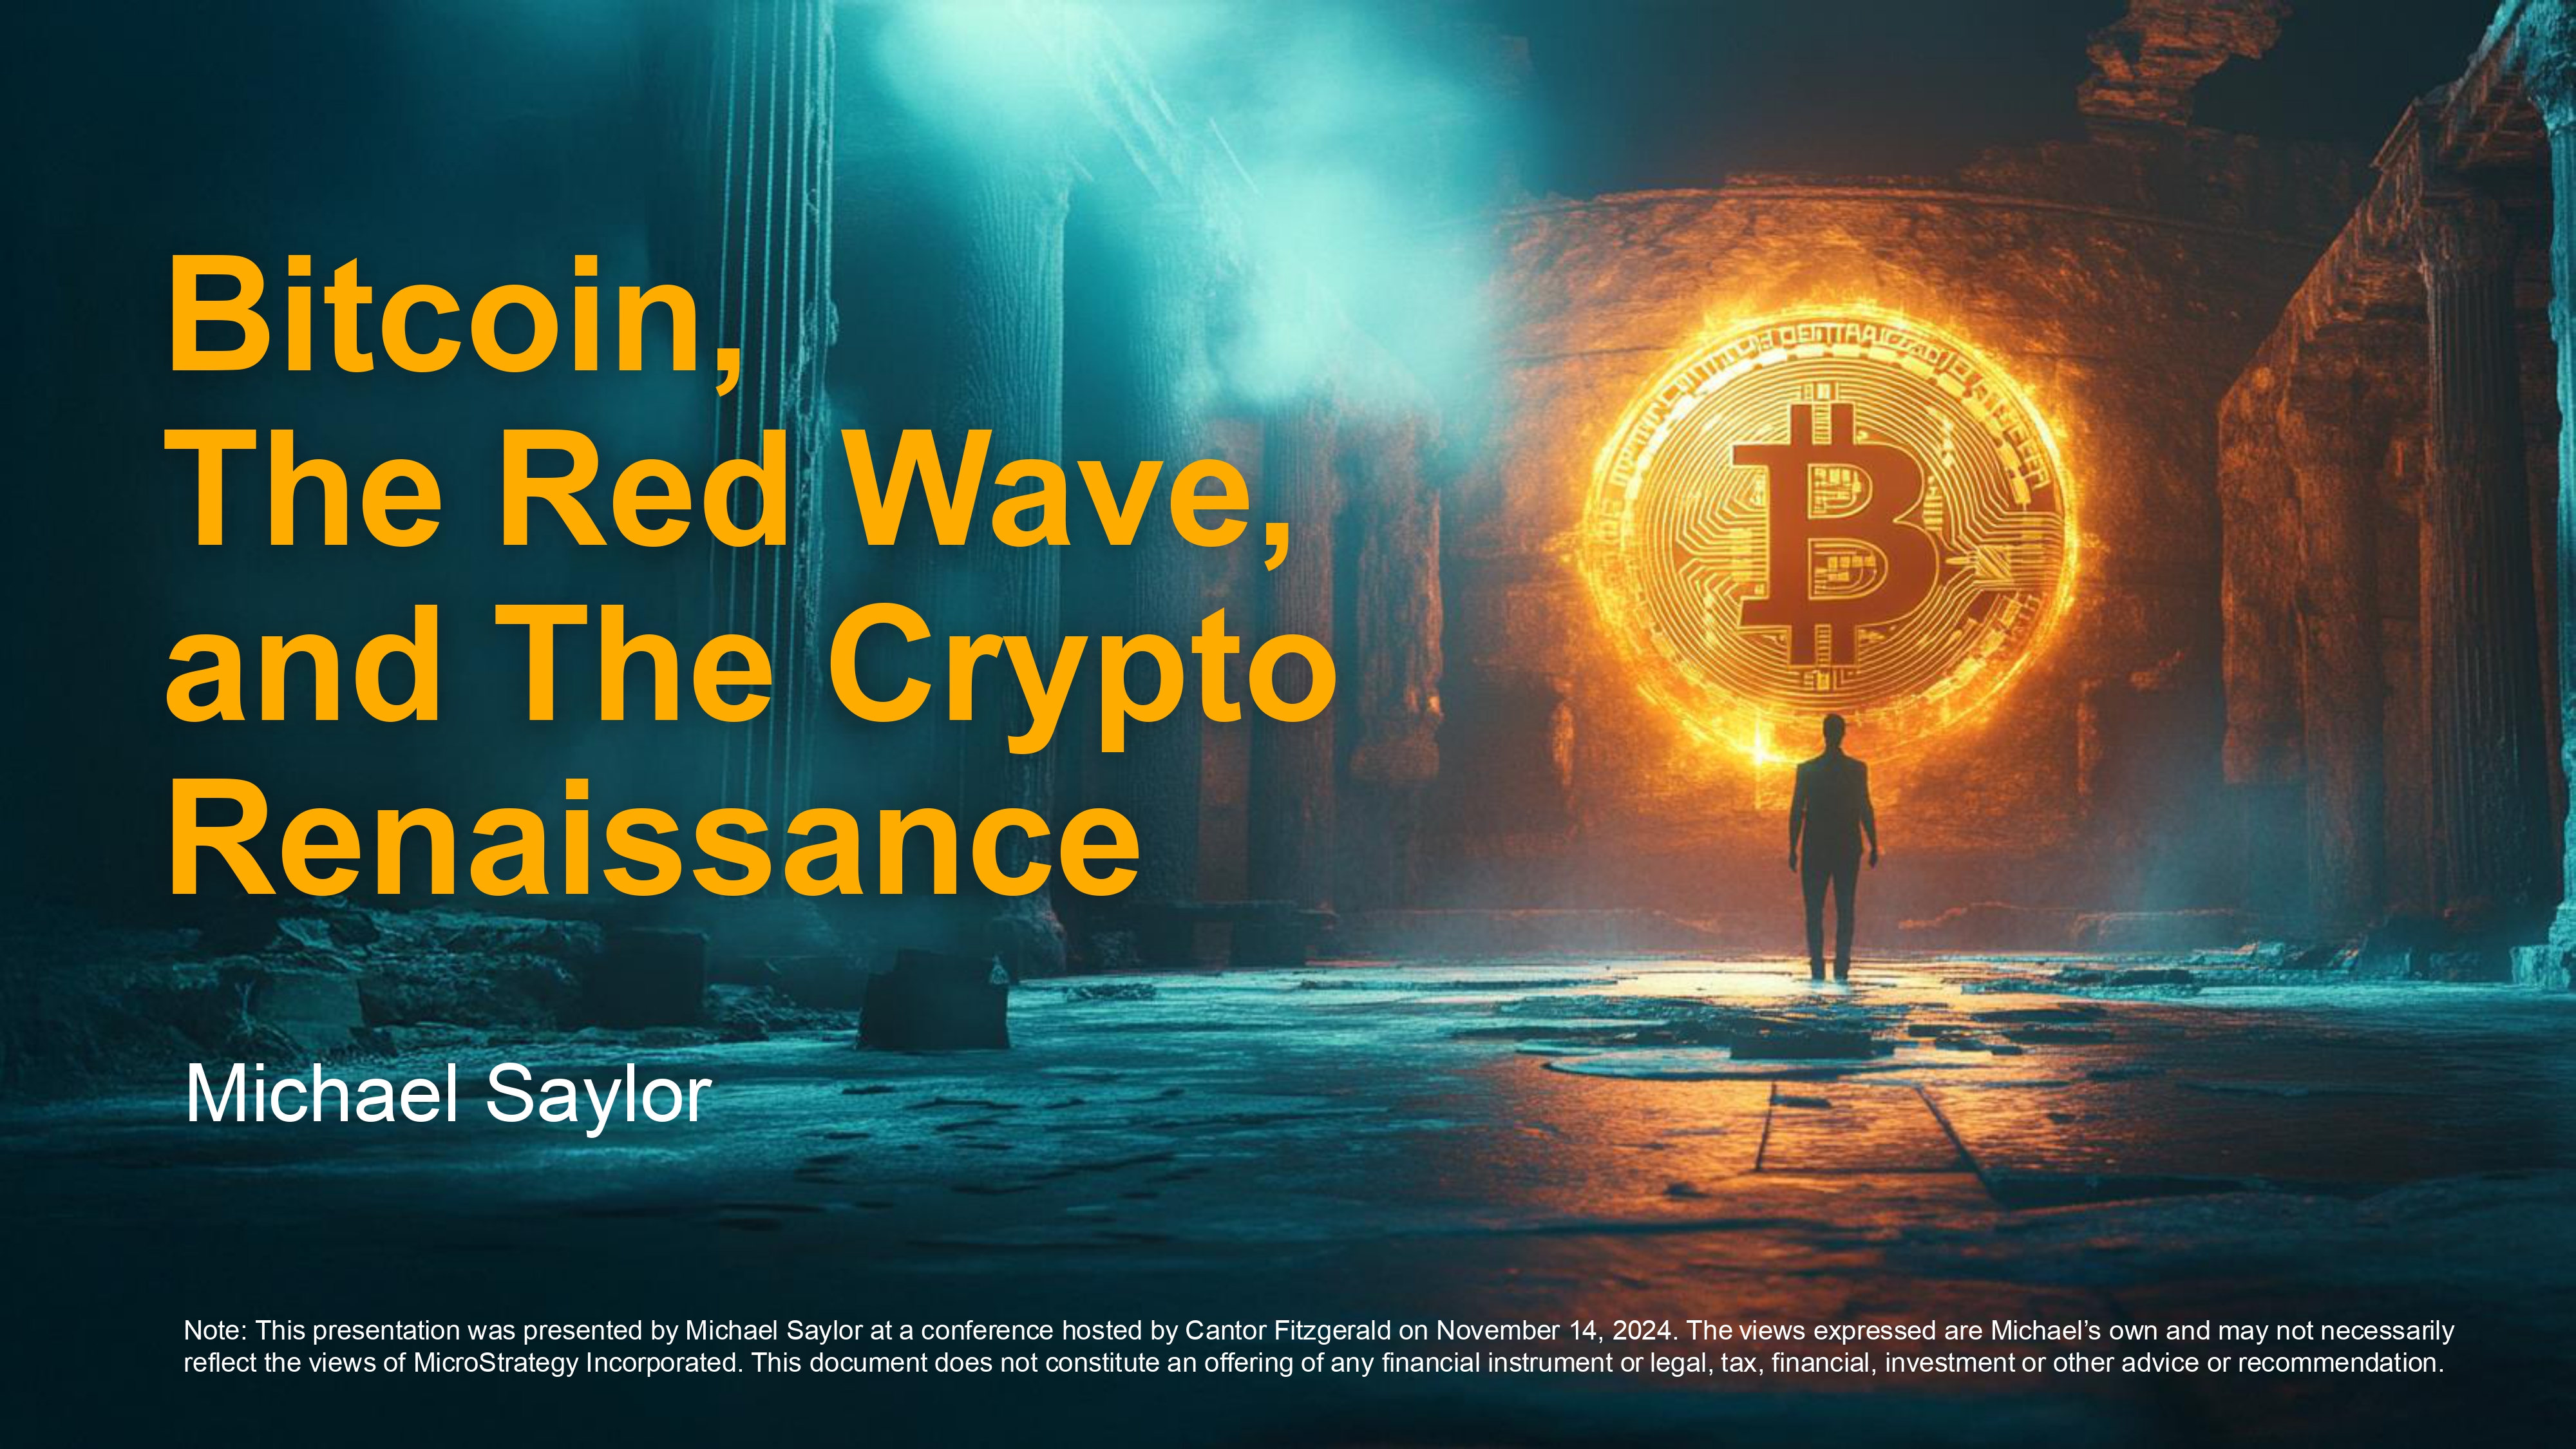 Bitcoin,
The Red Wave,
and The Crypto
Renaissance
Michael Saylor
Note: This presentation was presented by Michael Saylor at a conference hosted by Cantor Fitzgerald on November 14, 2024. The views expressed are Michael’s own and may not necessarily
reflect the views of MicroStrategy Incorporated. This document does not constitute an offering of any financial instrument or legal, tax, financial, investment or other advice or recommendation.